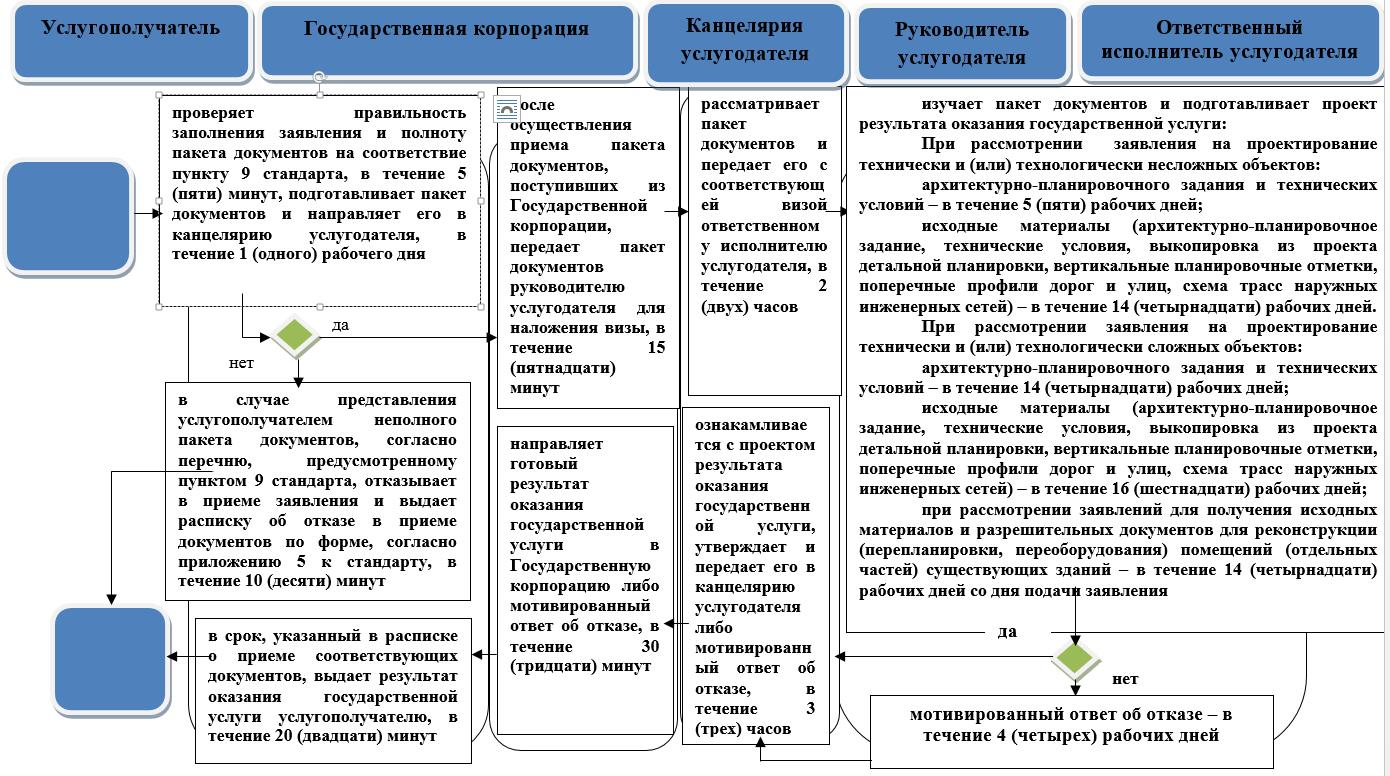 Услугополучатель
Государственная корпорация
Канцелярия
услугодателя
Руководитель
услугодателя
Ответственный
исполнитель услугодателя
проверяет правильность
заполнения заявления и полноту
пакета документов на соответствие
пункту 9 стандарта, в течение 5
(пяти) минут, подготавливает пакет
документов и направляет его в
канцелярию услугодателя, в
течение 1 (одного) рабочего дня
да
нет
в случае представления
услугополучателем неполного
пакета документов, согласно
перечню, предусмотренному
пунктом 9 стандарта, отказывает
в приеме заявления и выдает
расписку об отказе в приеме
документов по форме, согласно
приложению 5 к стандарту, в
течение 10 (десяти) минут
в срок, указанный в расписке
о приеме соответствующих
документов, выдает результат
оказания государственной
услуги услугополучателю, в
течение 20 (двадцати) минут
осле
осуществления
приема пакета
документов,
поступивших из
Государственной
корпорации,
передает пакет
документов
руководителю
услугодателя для
наложения визы, в
течение 15
(пятнадцати)
минут
направляет
готовый
результат
оказания
государственной
услуги в
Государственную
корпорацию либо
мотивированный
ответ об отказе, в
течение 30
(тридцати) минут
рассматривает
пакет
документов и
передает его с
соответствующ
ей визой
ответственном
у исполнителю
услугодателя, в
течение 2
(двух) часов
ознакамливае
тся с проектом
результата
оказания
государственн
ой услуги,
утверждает и
передает его в
канцелярию
услугодателя
либо
мотивированн
ый ответ об
отказе, в
течение 3
(трех) часов
изучает пакет документов и подготавливает проект
результата оказания государственной услуги:
При рассмотрении заявления на проектирование
технически и (или) технологически несложных объектов:
архитектурно-планировочного задания и технических
условий – в течение 5 (пяти) рабочих дней;
исходные материалы (архитектурно-планировочное
задание, технические условия, выкопировка из проекта
детальной планировки, вертикальные планировочные отметки,
поперечные профили дорог и улиц, схема трасс наружных
инженерных сетей) – в течение 14 (четырнадцати) рабочих дней.
При рассмотрении заявления на проектирование
технически и (или) технологически сложных объектов:
архитектурно-планировочного задания и технических
условий – в течение 14 (четырнадцати) рабочих дней;
исходные материалы (архитектурно-планировочное
задание, технические условия, выкопировка из проекта
детальной планировки, вертикальные планировочные отметки,
поперечные профили дорог и улиц, схема трасс наружных
инженерных сетей) – в течение 16 (шестнадцати) рабочих дней;
при рассмотрении заявлений для получения исходных
материалов и разрешительных документов для реконструкции
(перепланировки, переоборудования) помещений (отдельных
частей) существующих зданий – в течение 14 (четырнадцати)
рабочих дней со дня подачи заявления
да
нет
мотивированный ответ об отказе – в
течение 4 (четырех) рабочих дней